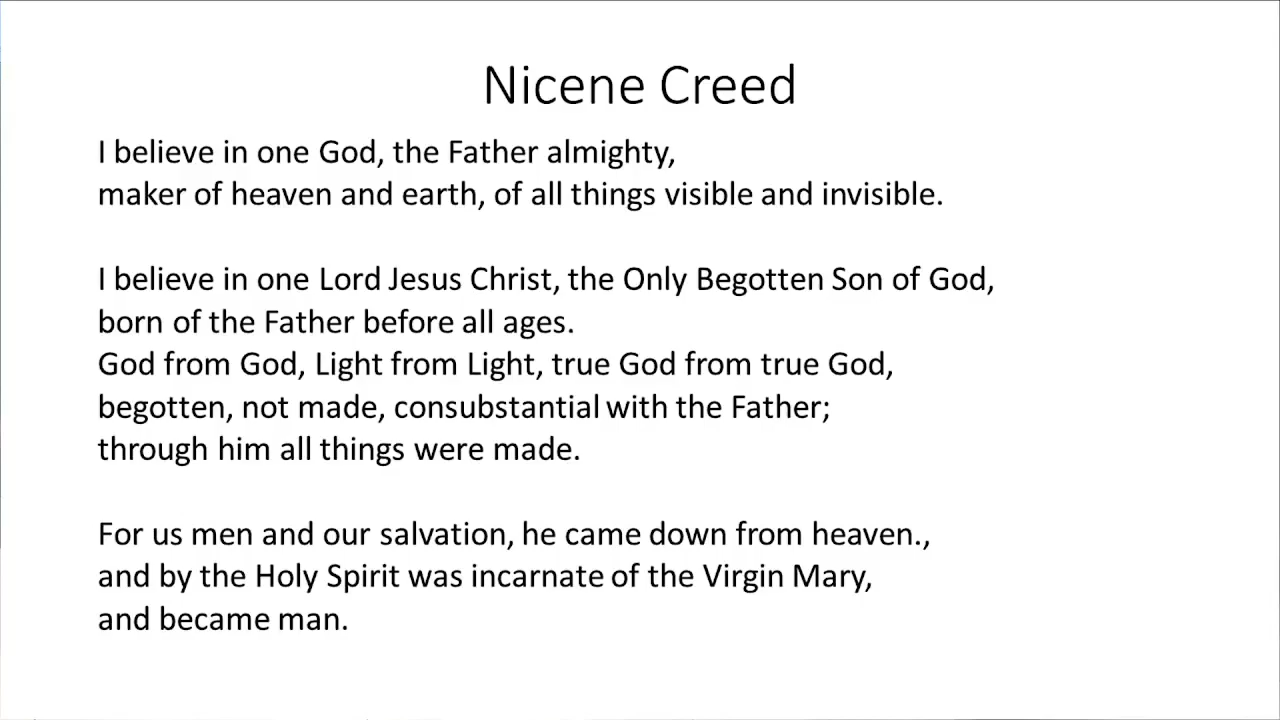 Nicene Creed
I believe in one God, the Father almighty,
maker of heaven and earth, of all things visible and invisible.
I believe in one Lord Jesus Christ, the Only Begotten Son of God,
born of the Father before all ages.
God from God, Light from Light, true God from true God,
begotten, not made, consubstantial with the Father;
through him all things were made.
For us men and our salvation, he came down from heaven.,
and by the Holy Spirit was incarnate of the Virgin Mary,
and became man.